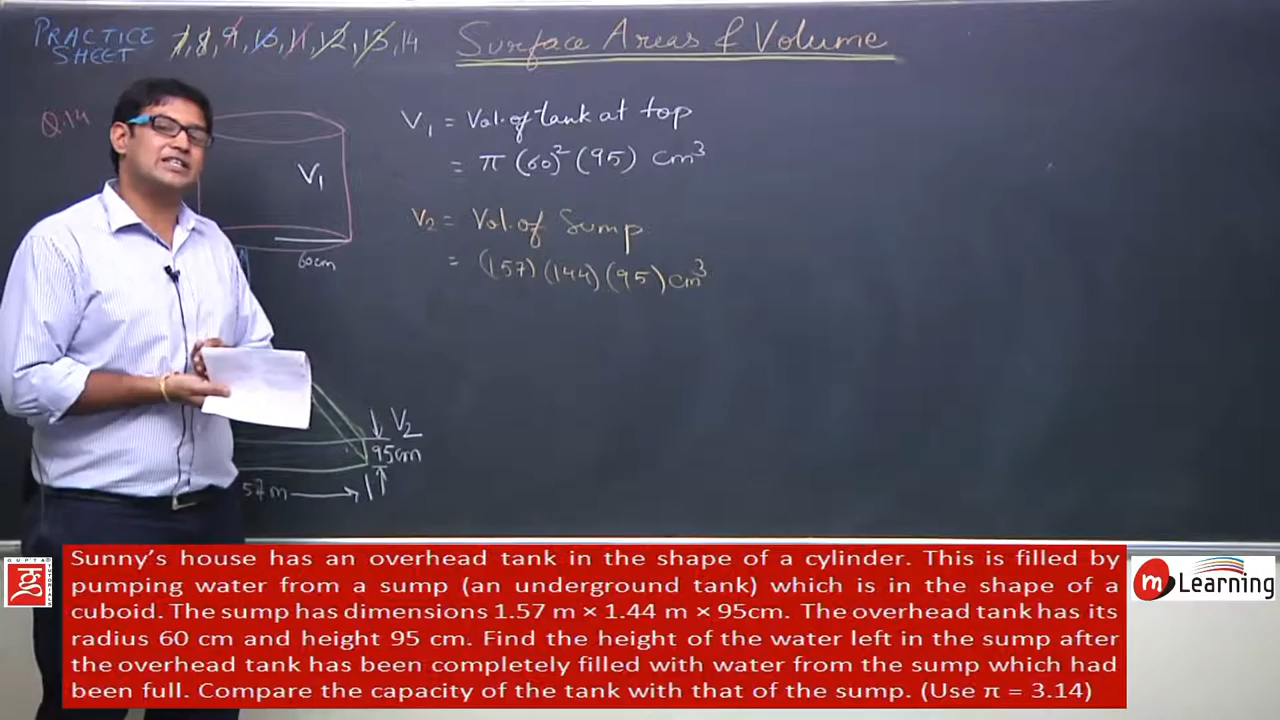 PRACTICE SHEET 7, 8, 9, 10, 11, 12, 13, 14
Surface Areas & Volume
Q.14
V₁
60cm
V₁ = Vol. of tank at top
= π (60)² (95) cm³
V₂ = Vol. of Sump
= (157) (144) (95) cm³
V₂
95cm
57m
Sunny's house has an overhead tank in the shape of a cylinder. This is filled by
pumping water from a sump (an underground tank) which is in the shape of a
cuboid. The sump has dimensions 1.57 m × 1.44 m × 95cm. The overhead tank has its
radius 60 cm and height 95 cm. Find the height of the water left in the sump after
the overhead tank has been completely filled with water from the sump which had
been full. Compare the capacity of the tank with that of the sump. (Use π = 3.14)
GUPTA
TUTORIALS
m Learning